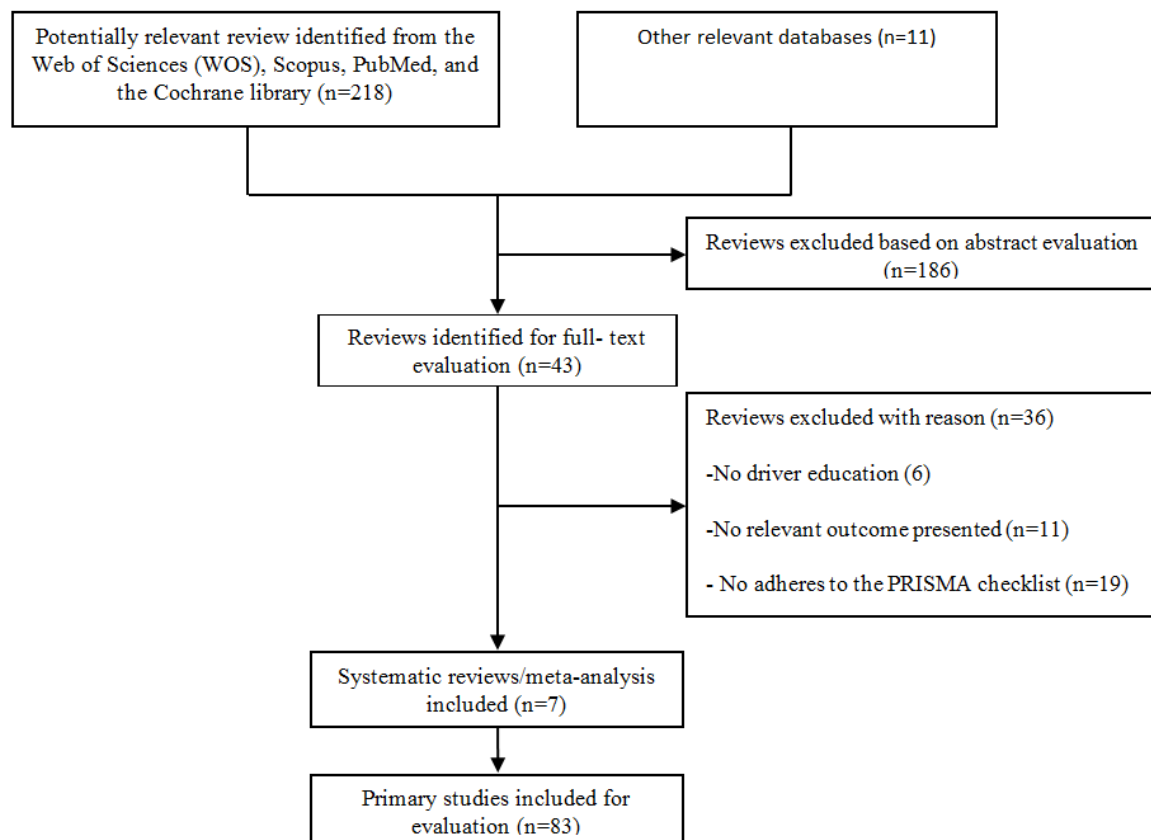 Potentially relevant review identified from the
Web of Sciences (WOS), Scopus, PubMed, and
the Cochrane library (n=218)
Other relevant databases (n=11)
Reviews excluded based on abstract evaluation
(n=186)
Reviews identified for full- text
evaluation (n=43)
Reviews excluded with reason (n=36)
-No driver education (6)
-No relevant outcome presented (n=11)
- No adheres to the PRISMA checklist (n=19)
Systematic reviews/meta-analysis
included (n=7)
Primary studies included for
evaluation (n=83)